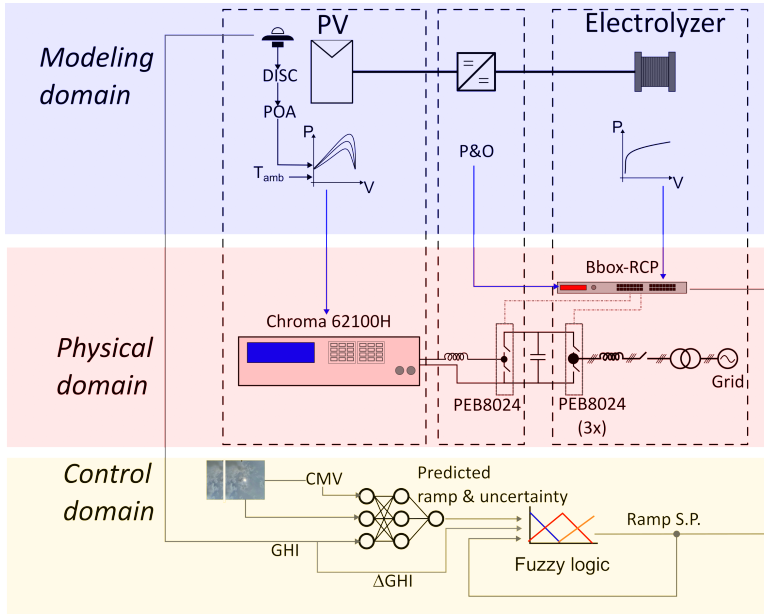 PV
Electrolyzer
Modeling
domain
DISC
POA
P
T amb
V
P&O
P
V
Bbox-RCP
Physical
domain
Chroma 62100H
PEB8024
PEB8024
(3x)
Grid
Control
domain
CMV
Predicted
ramp & uncertainty
GHI
ΔGHI
Fuzzy logic
Ramp S.P.